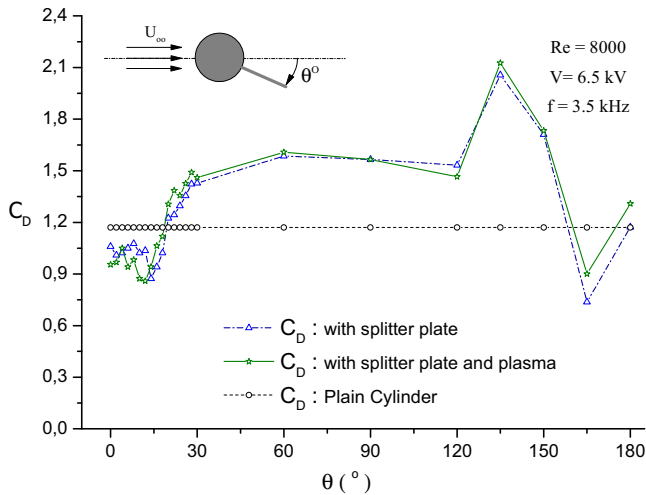 2,4
2,1
1,8
1,5
1,2
0,9
0,6
0,3
0,0
C_D
U_oo
θ^O
Re = 8000
V= 6.5 kV
f = 3.5 kHz
C_D : with splitter plate
C_D : with splitter plate and plasma
C_D : Plain Cylinder
0 30 60 90 120 150 180
θ ( ° )